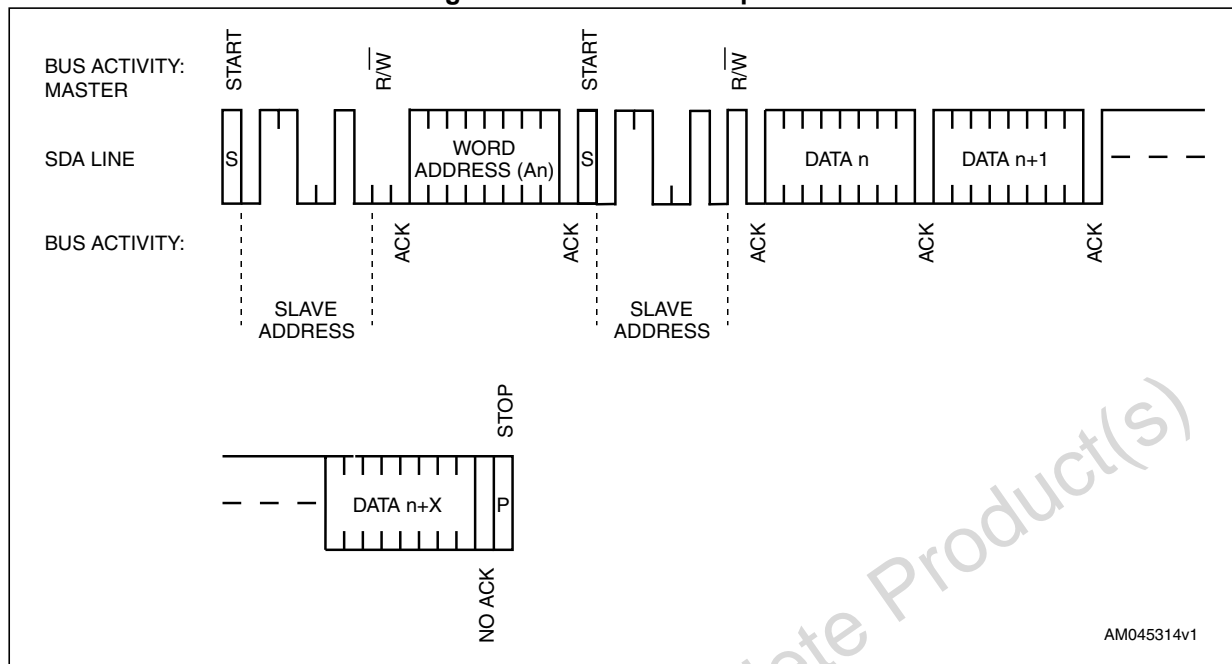 START
R/W
START
R/W
BUS ACTIVITY:
MASTER
SDA LINE
S
WORD
ADDRESS (An)
S
DATA n
DATA n+1
BUS ACTIVITY:
ACK
ACK
ACK
ACK
ACK
SLAVE
ADDRESS
SLAVE
ADDRESS
STOP
DATA n+X
P
NO ACK
AM045314v1
Product(s)